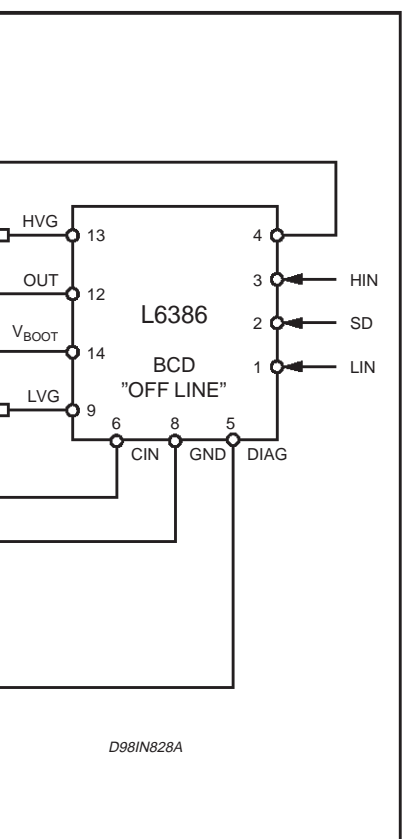 HVG
13
4
OUT
12
3
HIN
L6386
2
SD
VBOOT
14
BCD
"OFF LINE"
1
LIN
LVG
9
6
8
5
CIN
GND
DIAG
D98IN828A